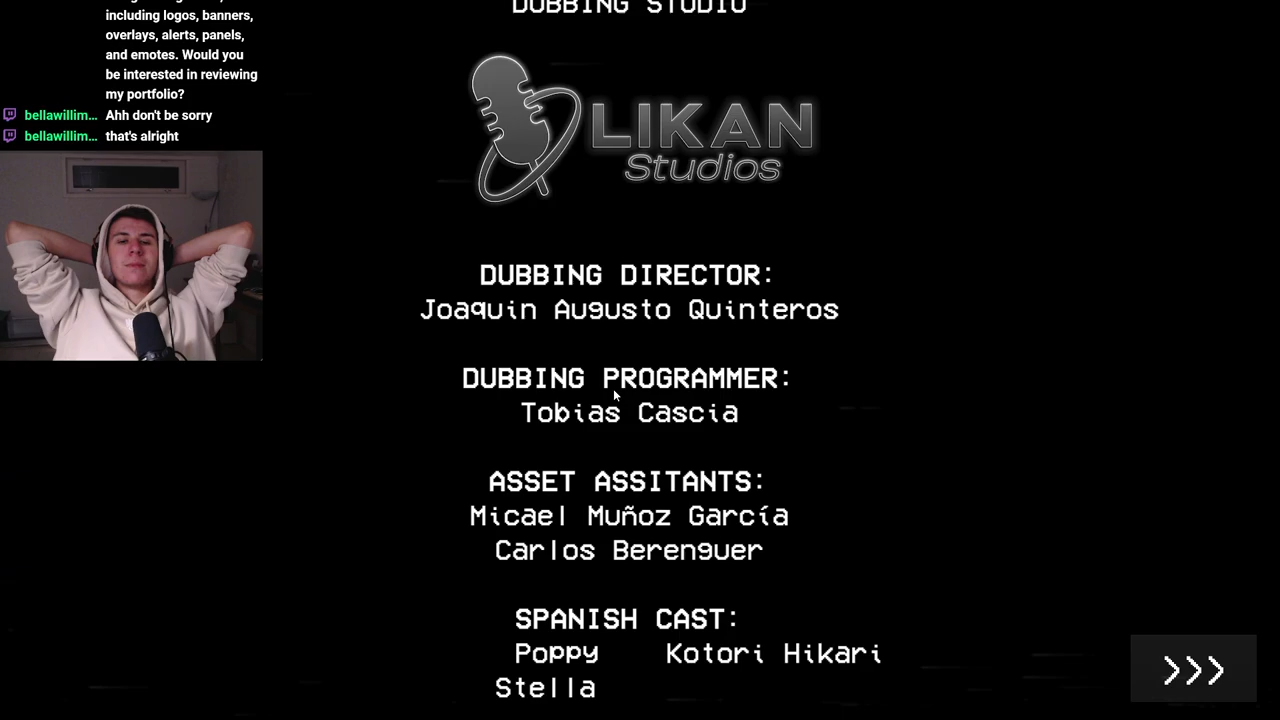 including logos, banners,
overlays, alerts, panels,
and emotes. Would you
be interested in reviewing
my portfolio?
bellawillim... Ahh don't be sorry
bellawillim... that's alright
DUBBING STUDIO
LIKAN
Studios
DUBBING DIRECTOR:
Joaquin Augusto Quinteros
DUBBING PROGRAMMER:
Tobias Cascia
ASSET ASSITANTS:
Micael Muñoz García
Carlos Berenguer
SPANISH CAST:
Poppy Kotori Hikari
Stella
>>>